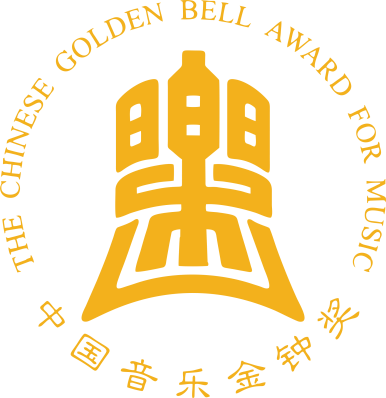 THE CHINESE GOLDEN BELL AWARD FOR MUSIC
中国音乐金钟奖